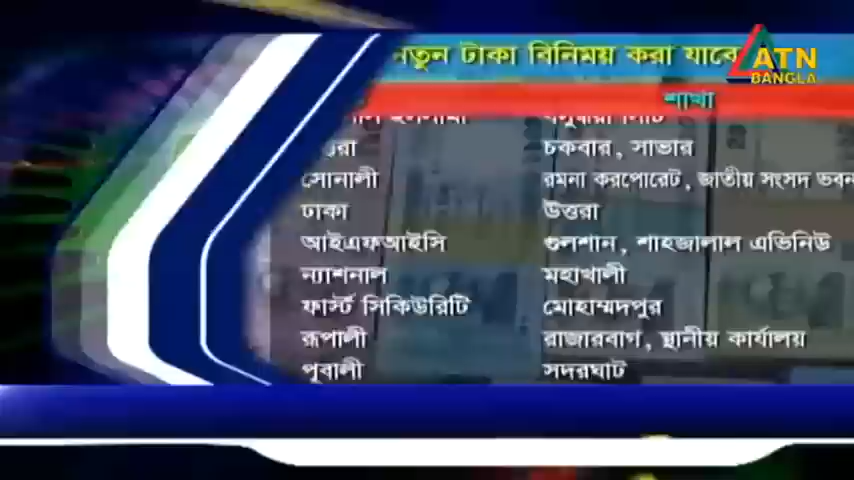 নতুন টাকা বিনিময় করা যাবে
ATN
BANGLA
শাখা
চকবার, সাভার
সোনালী রমনা করপোরেট, জাতীয় সংসদ ভবন
ঢাকা উত্তরা
আইএফআইসি গুলশান, শাহজালাল এভিনিউ
ন্যাশনাল মহাখালী
ফার্স্ট সিকিউরিটি মোহাম্মদপুর
রূপালী রাজারবাগ, স্থানীয় কার্যালয়
পূবালী সদরঘাট